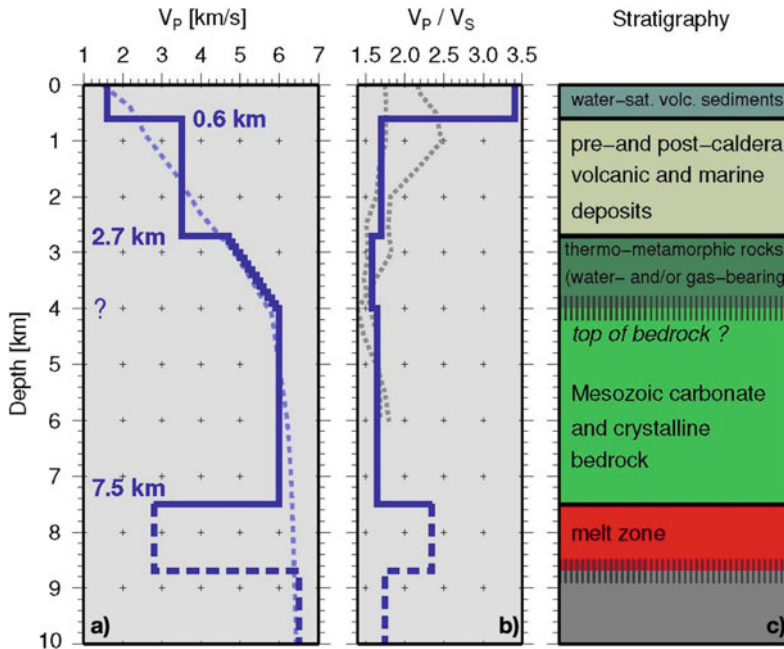 Vp [km/s]
1 2 3 4 5 6 7
Vp / Vs
1.5 2.0 2.5 3.0 3.5
Stratigraphy
Depth [km]
0
1
2
3
4
5
6
7
8
9
10
0.6 km
2.7 km
?
7.5 km
a)
b)
water-sat. volc. sediments
pre-and post-caldera
volcanic and marine
deposits
thermo-metamorphic rocks
(water- and/or gas-bearing
top of bedrock ?
Mesozoic carbonate
and crystalline
bedrock
melt zone
c)